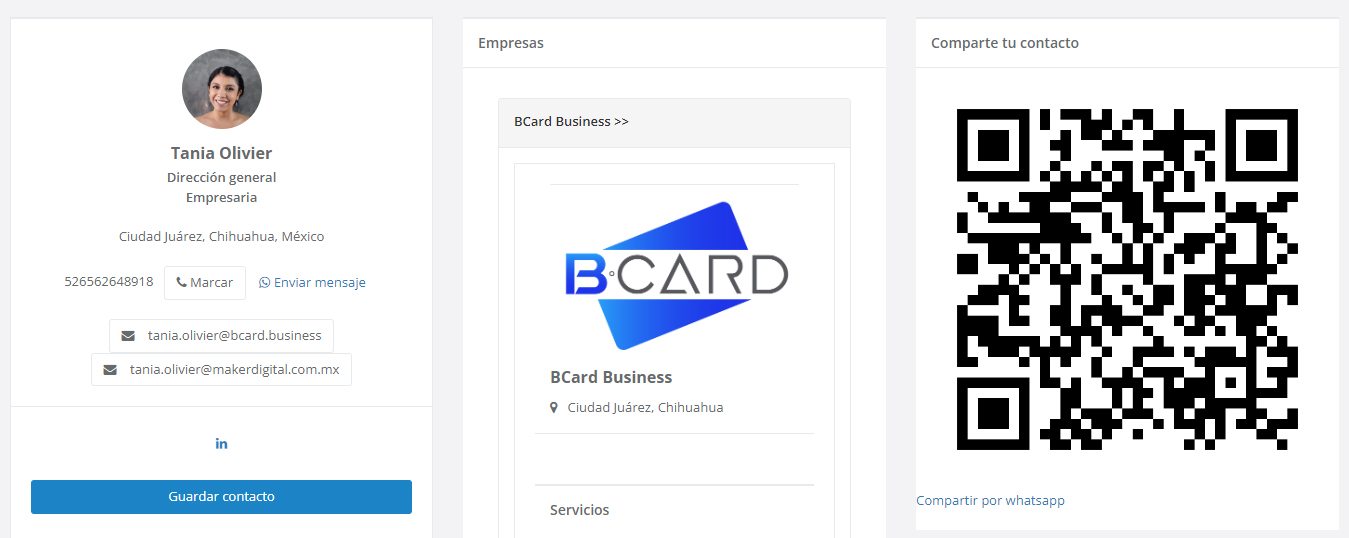 Tania Olivier
Dirección general
Empresaria
Ciudad Juárez, Chihuahua, México
526562648918 Marcar Enviar mensaje
tania.olivier@bcard.business
tania.olivier@makerdigital.com.mx
in
Guardar contacto
Empresas
BCard Business >>
B CARD
BCard Business
Ciudad Juárez, Chihuahua
Servicios
Comparte tu contacto
Compartir por whatsapp